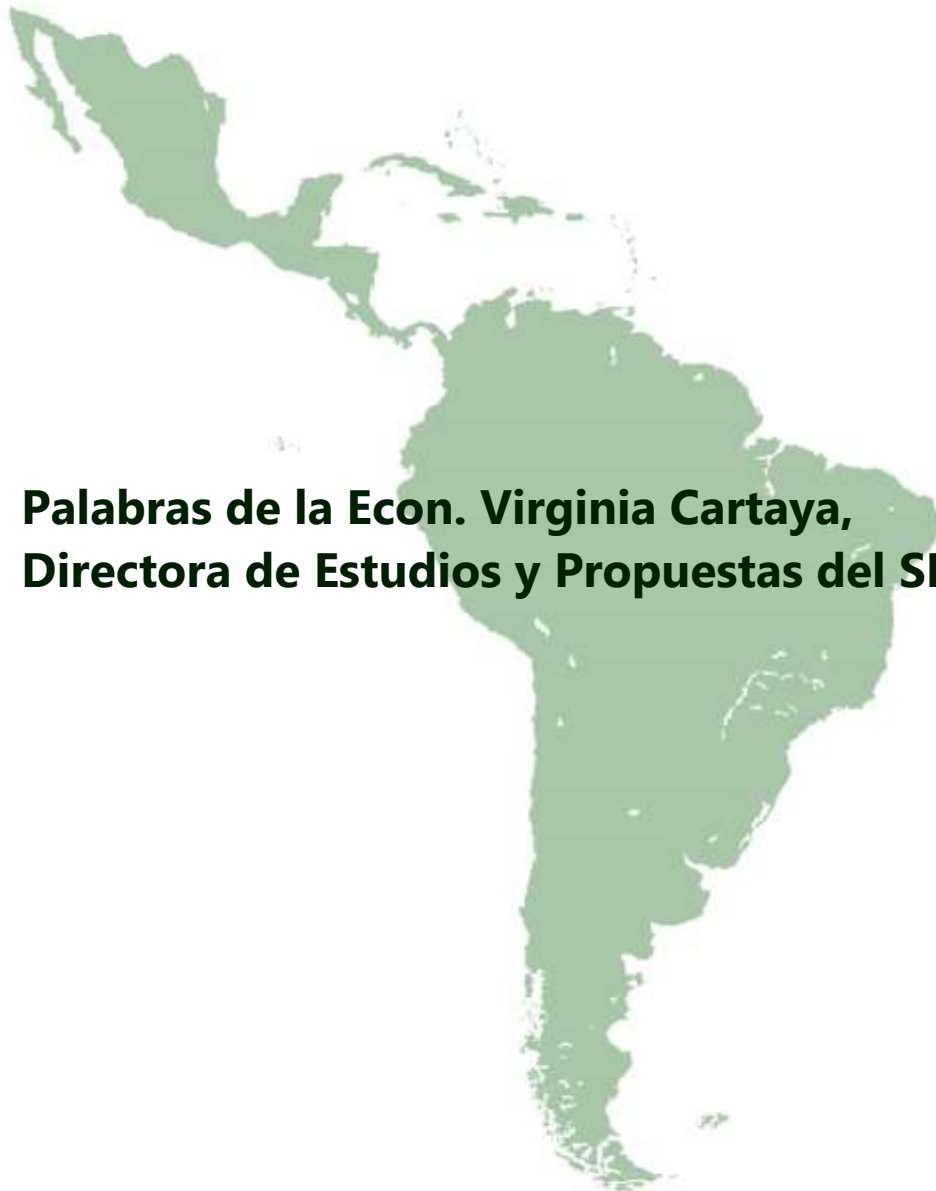 Palabras de la Econ. Virginia Cartaya,
Directora de Estudios y Propuestas del